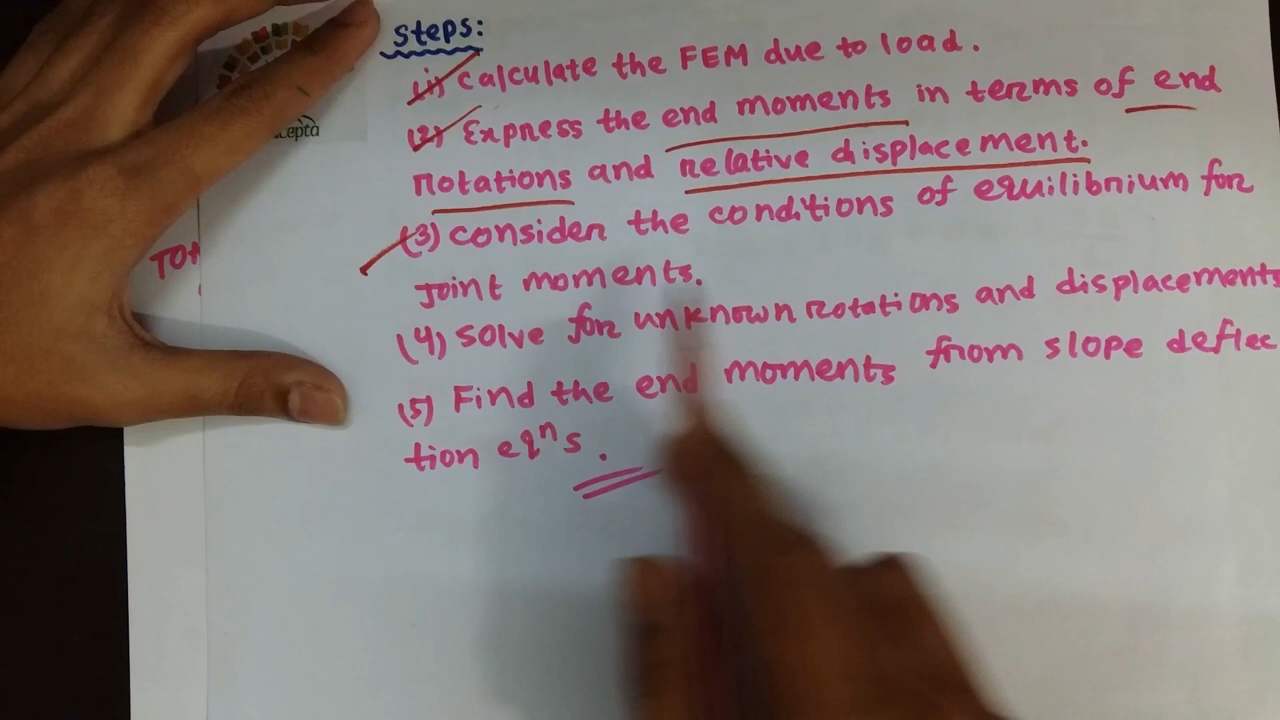 Steps:
(1) Calculate the FEM due to load.
(2) Express the end moments in terms of end
rotations and relative displacement.
(3) Consider the conditions of equilibrium for
Joint moments.
(4) Solve for unknown rotations and displacements
(5) Find the end moments from slope deflec
tion eqⁿs.